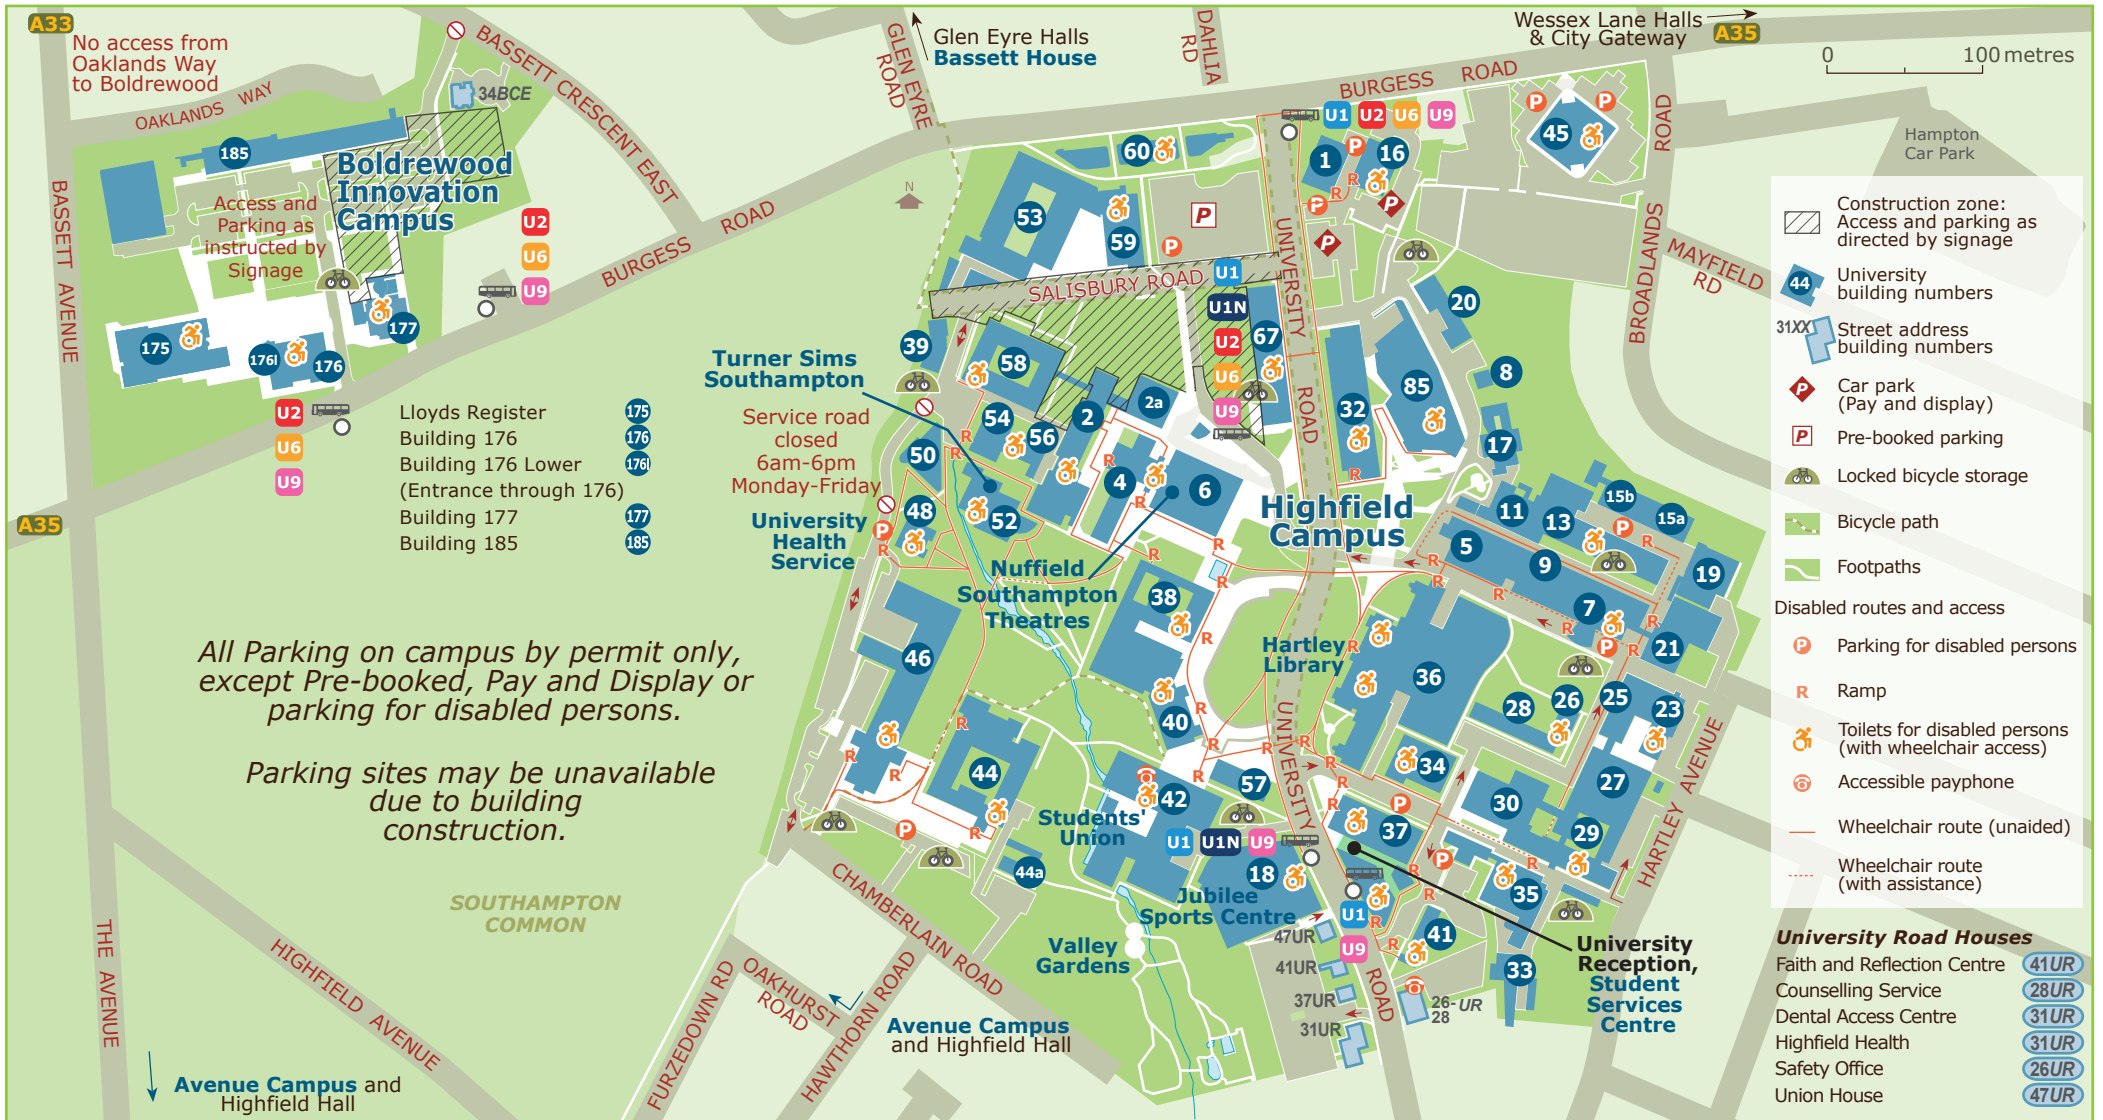 A33
No access from
Oaklands Way
to Boldrewood
OAKLANDS WAY
BASSETT CRESCENT EAST
34BCE
GLEN EYRE
ROAD
Glen Eyre Halls
Bassett House
DAHLIA
RD
Wessex Lane Halls
& City Gateway
A35
0 100 metres
BURGESS ROAD
BROADLANDS
ROAD
Hampton
Car Park
MAYFIELD
RD
185
Boldrewood
Innovation
Campus
Access and
Parking as
instructed by
Signage
BASSETT AVENUE
U2
U6
U9
BURGESS ROAD
175
176l
176
177
U2
U6
U9
Lloyds Register 175
Building 176 176
Building 176 Lower 176l
(Entrance through 176)
Building 177 177
Building 185 185
A35
N
53
59
60
P
P
SALISBURY ROAD
U1
U1N
U2
U6
U9
67
UNIVERSITY
ROAD
U1
U2
U6
U9
1
P
16
R
R
P
P
P
P
45
P
20
8
17
32
85
R
39
58
54
56
2
2a
4
6
50
48
52
Turner Sims
Southampton
Service road
closed
6am-6pm
Monday-Friday
University
Health
Service
P
R
R
R
R
R
R
R
R
Nuffield
Southampton
Theatres
Highfield
Campus
38
R
40
R
R
R
Hartley
Library
R
36
R
R
5
9
7
11
13
15b
15a
P
R
19
R
R
R
P
R
21
25
23
26
28
34
27
30
29
R
35
33
HARTLEY AVENUE
All Parking on campus by permit only,
except Pre-booked, Pay and Display or
parking for disabled persons.
Parking sites may be unavailable
due to building
construction.
46
R
R
R
44
R
P
44a
SOUTHAMPTON
COMMON
Students'
Union
42
R
57
UNIVERSITY
R
R
R
R
R
P
37
P
U1
U1N
U9
18
Jubilee
Sports Centre
U1
U9
R
R
R
R
41
Valley
Gardens
47UR
41UR
37UR
31UR
ROAD
26-UR
28
University
Reception,
Student
Services
Centre
CHAMBERLAIN ROAD
THE AVENUE
HIGHFIELD AVENUE
FURZEDOWN RD
OAKHURST
ROAD
HAWTHORN ROAD
Avenue Campus
and Highfield Hall
Avenue Campus and
Highfield Hall
Construction zone:
Access and parking as
directed by signage
44
University
building numbers
31XX
Street address
building numbers
P
Car park
(Pay and display)
P
Pre-booked parking
Locked bicycle storage
Bicycle path
Footpaths
Disabled routes and access
P
Parking for disabled persons
R
Ramp
Toilets for disabled persons
(with wheelchair access)
Accessible payphone
Wheelchair route (unaided)
Wheelchair route
(with assistance)
University Road Houses
Faith and Reflection Centre 41UR
Counselling Service 28UR
Dental Access Centre 31UR
Highfield Health 31UR
Safety Office 26UR
Union House 47UR